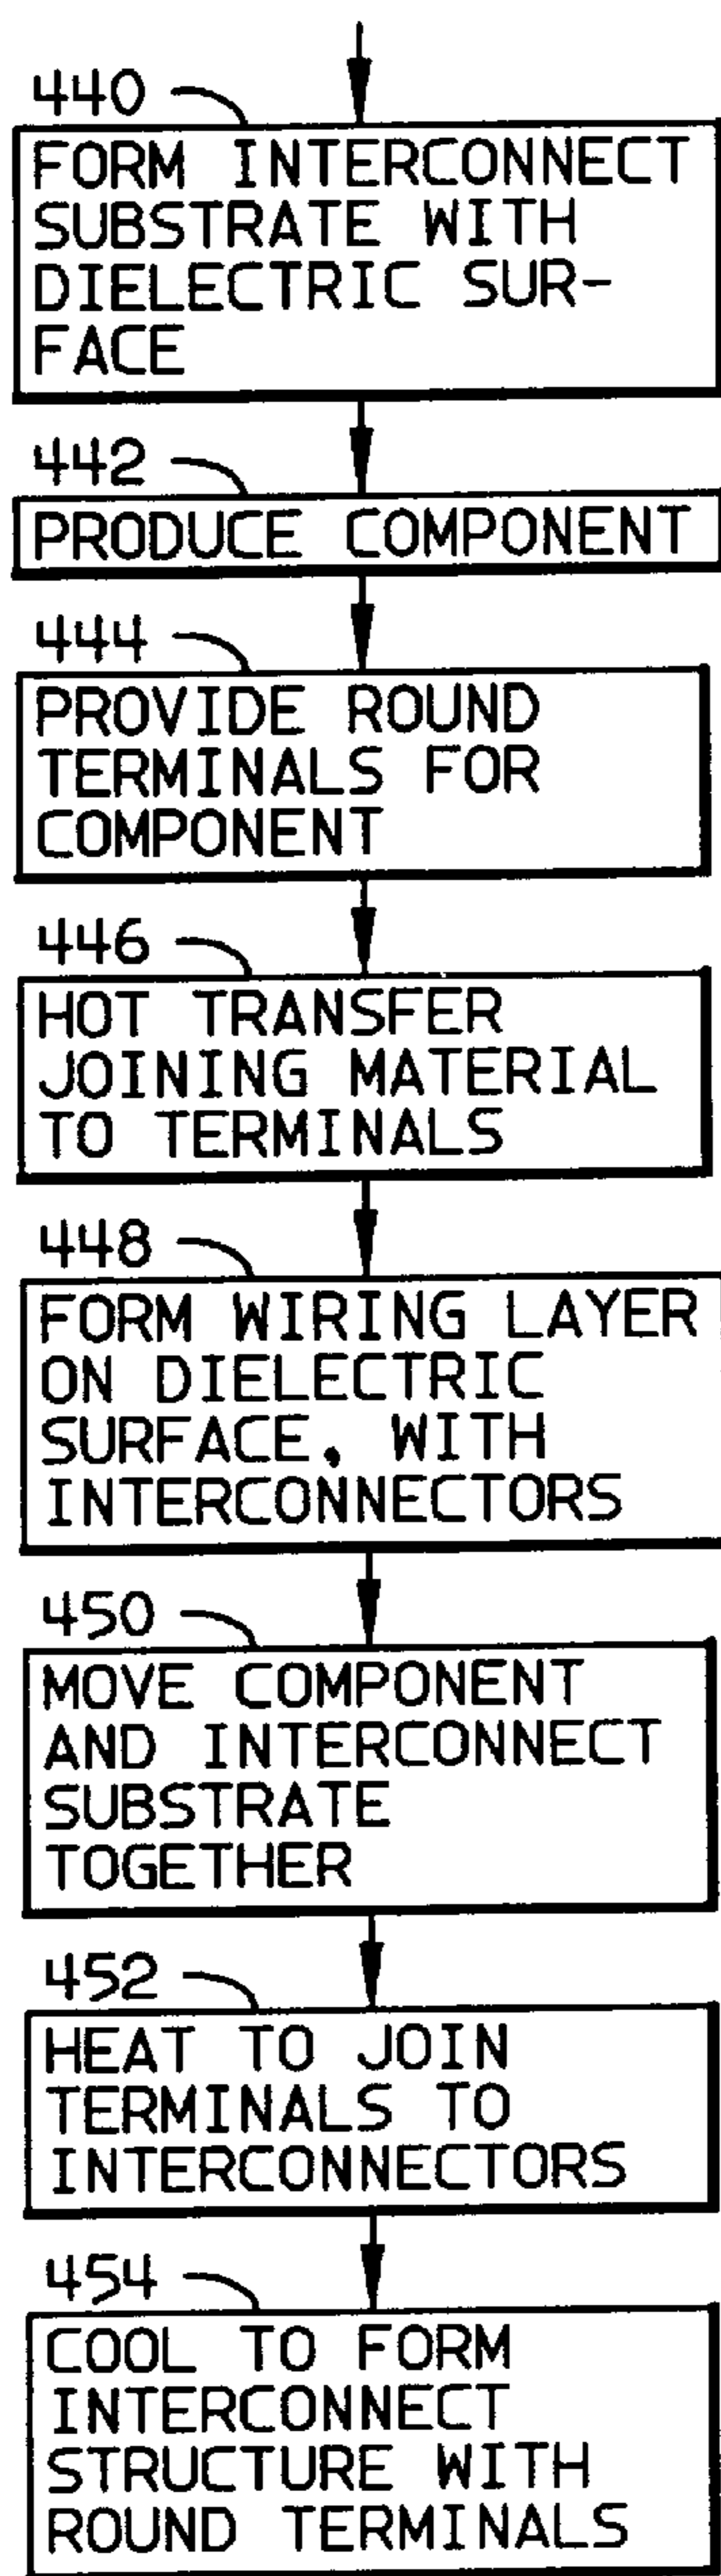 440
FORM INTERCONNECT
SUBSTRATE WITH
DIELECTRIC SUR-
FACE
442
PRODUCE COMPONENT
444
PROVIDE ROUND
TERMINALS FOR
COMPONENT
446
HOT TRANSFER
JOINING MATERIAL
TO TERMINALS
448
FORM WIRING LAYER
ON DIELECTRIC
SURFACE, WITH
INTERCONNECTORS
450
MOVE COMPONENT
AND INTERCONNECT
SUBSTRATE
TOGETHER
452
HEAT TO JOIN
TERMINALS TO
INTERCONNECTORS
454
COOL TO FORM
INTERCONNECT
STRUCTURE WITH
ROUND TERMINALS